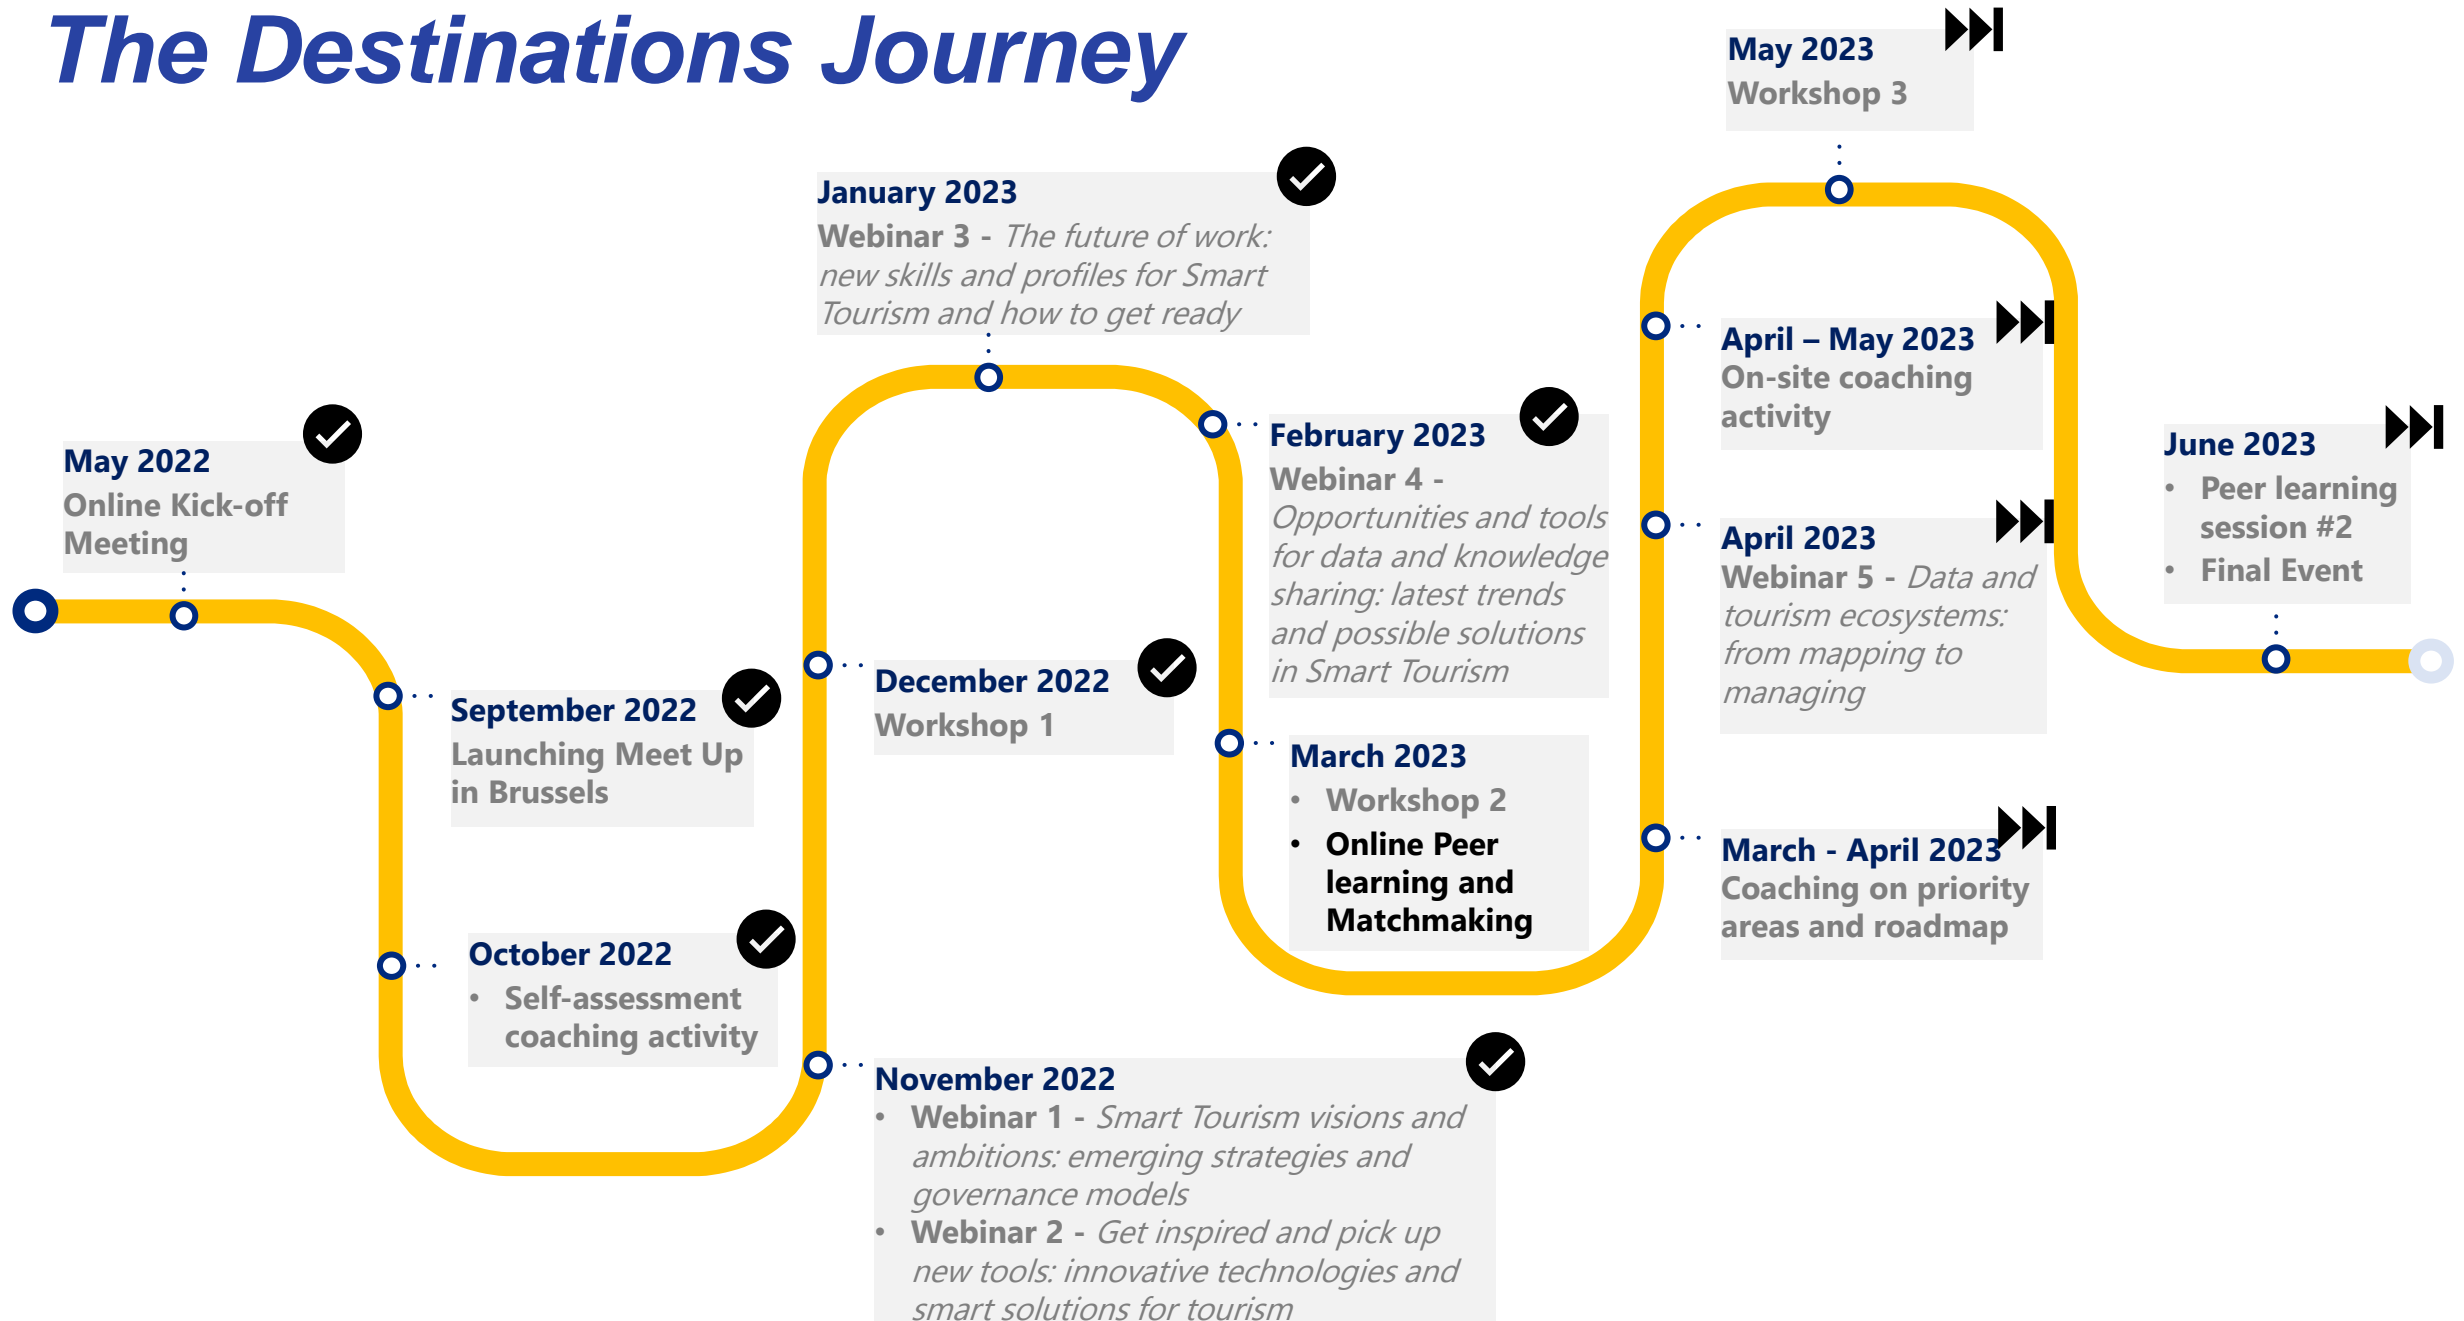 The Destinations Journey
May 2022
Online Kick-off
Meeting
September 2022
Launching Meet Up
in Brussels
October 2022
• Self-assessment
coaching activity
November 2022
• Webinar 1 - Smart Tourism visions and
ambitions: emerging strategies and
governance models
• Webinar 2 - Get inspired and pick up
new tools: innovative technologies and
smart solutions for tourism
December 2022
Workshop 1
January 2023
Webinar 3 - The future of work:
new skills and profiles for Smart
Tourism and how to get ready
February 2023
Webinar 4 -
Opportunities and tools
for data and knowledge
sharing: latest trends
and possible solutions
in Smart Tourism
March 2023
• Workshop 2
• Online Peer
learning and
Matchmaking
March - April 2023
Coaching on priority
areas and roadmap
April 2023
Webinar 5 - Data and
tourism ecosystems:
from mapping to
managing
April – May 2023
On-site coaching
activity
May 2023
Workshop 3
June 2023
• Peer learning
session #2
• Final Event